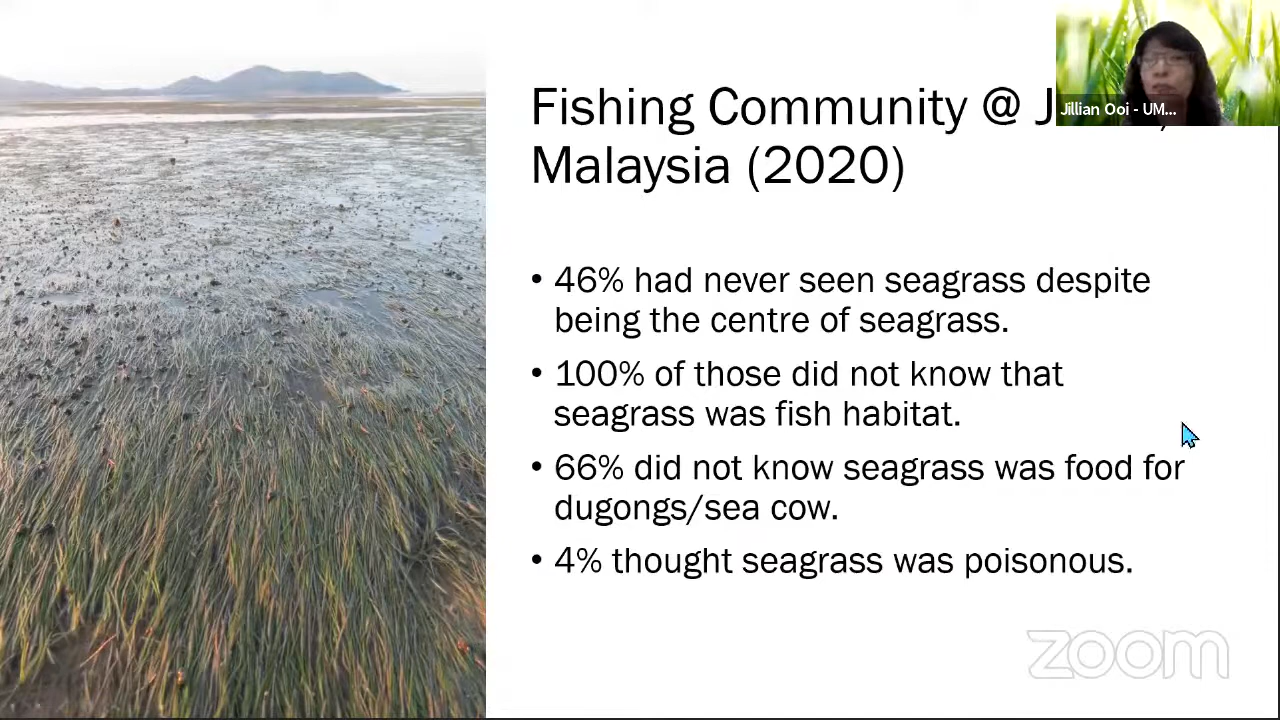 Fishing Community @ J
Malaysia (2020)
• 46% had never seen seagrass despite
being the centre of seagrass.
• 100% of those did not know that
seagrass was fish habitat.
• 66% did not know seagrass was food for
dugongs/sea cow.
• 4% thought seagrass was poisonous.
Jillian Ooi - UM...
zoom